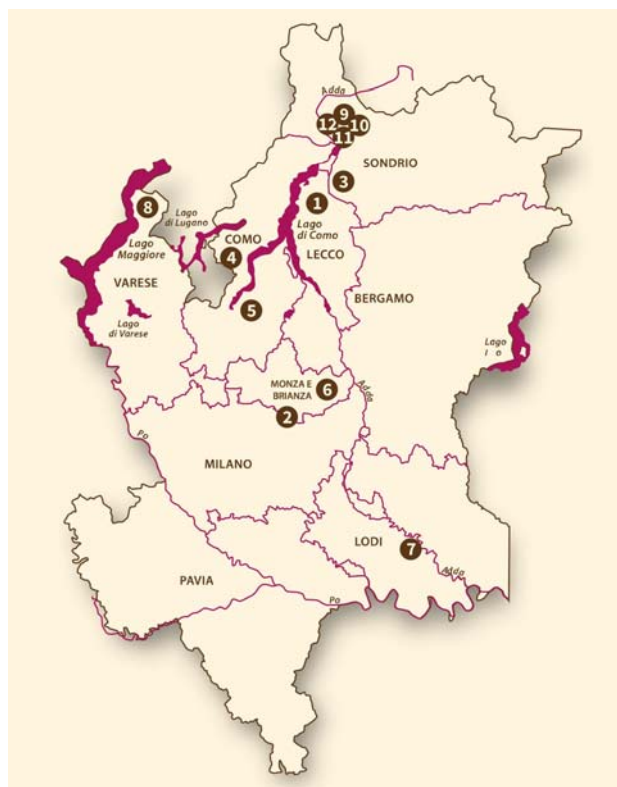 Adda
9
12
10
11
SONDRIO
3
8
1
Lago
di Lugano
Lago
di Como
COMO
4
LECCO
Lago
Maggiore
VARESE
BERGAMO
5
Lago
di Varese
Lago
MONZA E
BRIANZA
6
Adda
2
Po
MILANO
LODI
7
Adda
PAVIA
Po